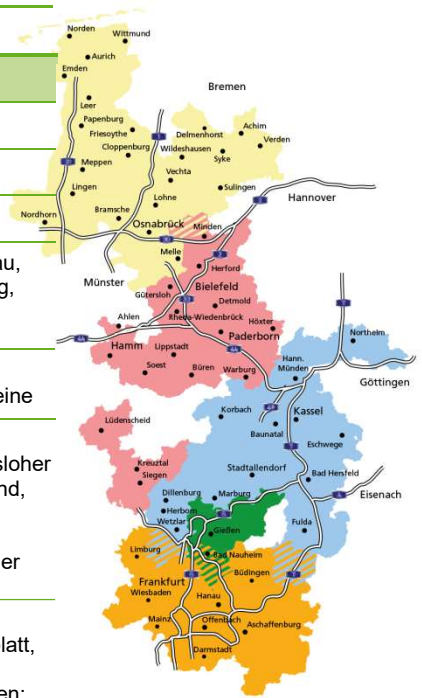 Norden
Wittmund
Aurich
Emden
Bremen
Leer
Papenburg
Friesoythe
Delmenhorst
Achim
Cloppenburg
Wildeshausen
Verden
Syke
Meppen
Vechta
Lingen
Sulingen
Lohne
Hannover
Nordhorn
Bramsche
Osnabrück
Minden
Melle
au,
Herford
Münster
g,
Gütersloh
Bielefeld
Detmold
Ahlen
Rheda-Wiedenbrück
Höxter
Northeim
Hamm
Lippstadt
Paderborn
Soest
Büren
Warburg
Hann.
Münden
Göttingen
eine
Korbach
Kassel
Lüdenscheid
Baunatal
Eschwege
sloher
Kreuztal
Siegen
Stadtallendorf
Bad Hersfeld
nd,
Dillenburg
Marburg
Eisenach
Herborn
Wetzlar
Gießen
Fulda
er
Limburg
Bad Nauheim
Frankfurt
Büdingen
Wiesbaden
Hanau
Mainz
Offenbach
Aschaffenburg
latt,
Darmstadt
en: